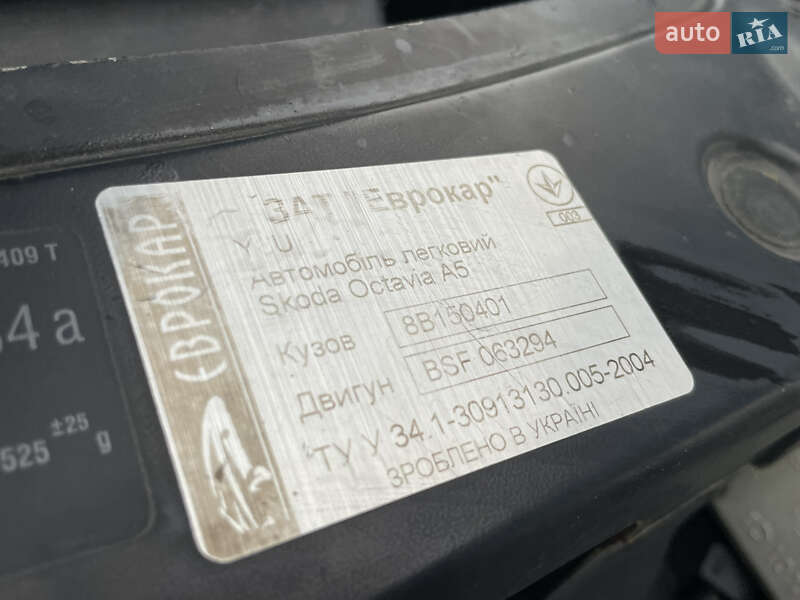 auto RIA.com
ЗАТ "Єврокар"
003
Автомобіль легковий
Skoda Octavia A5
Кузов 8B150401
Двигун BSF 063294
ТУ У 34.1-30913130.005-2004
ЗРОБЛЕНО В УКРАЇНІ
ЄВРОКАР
409 T
4a
525 ±25 g